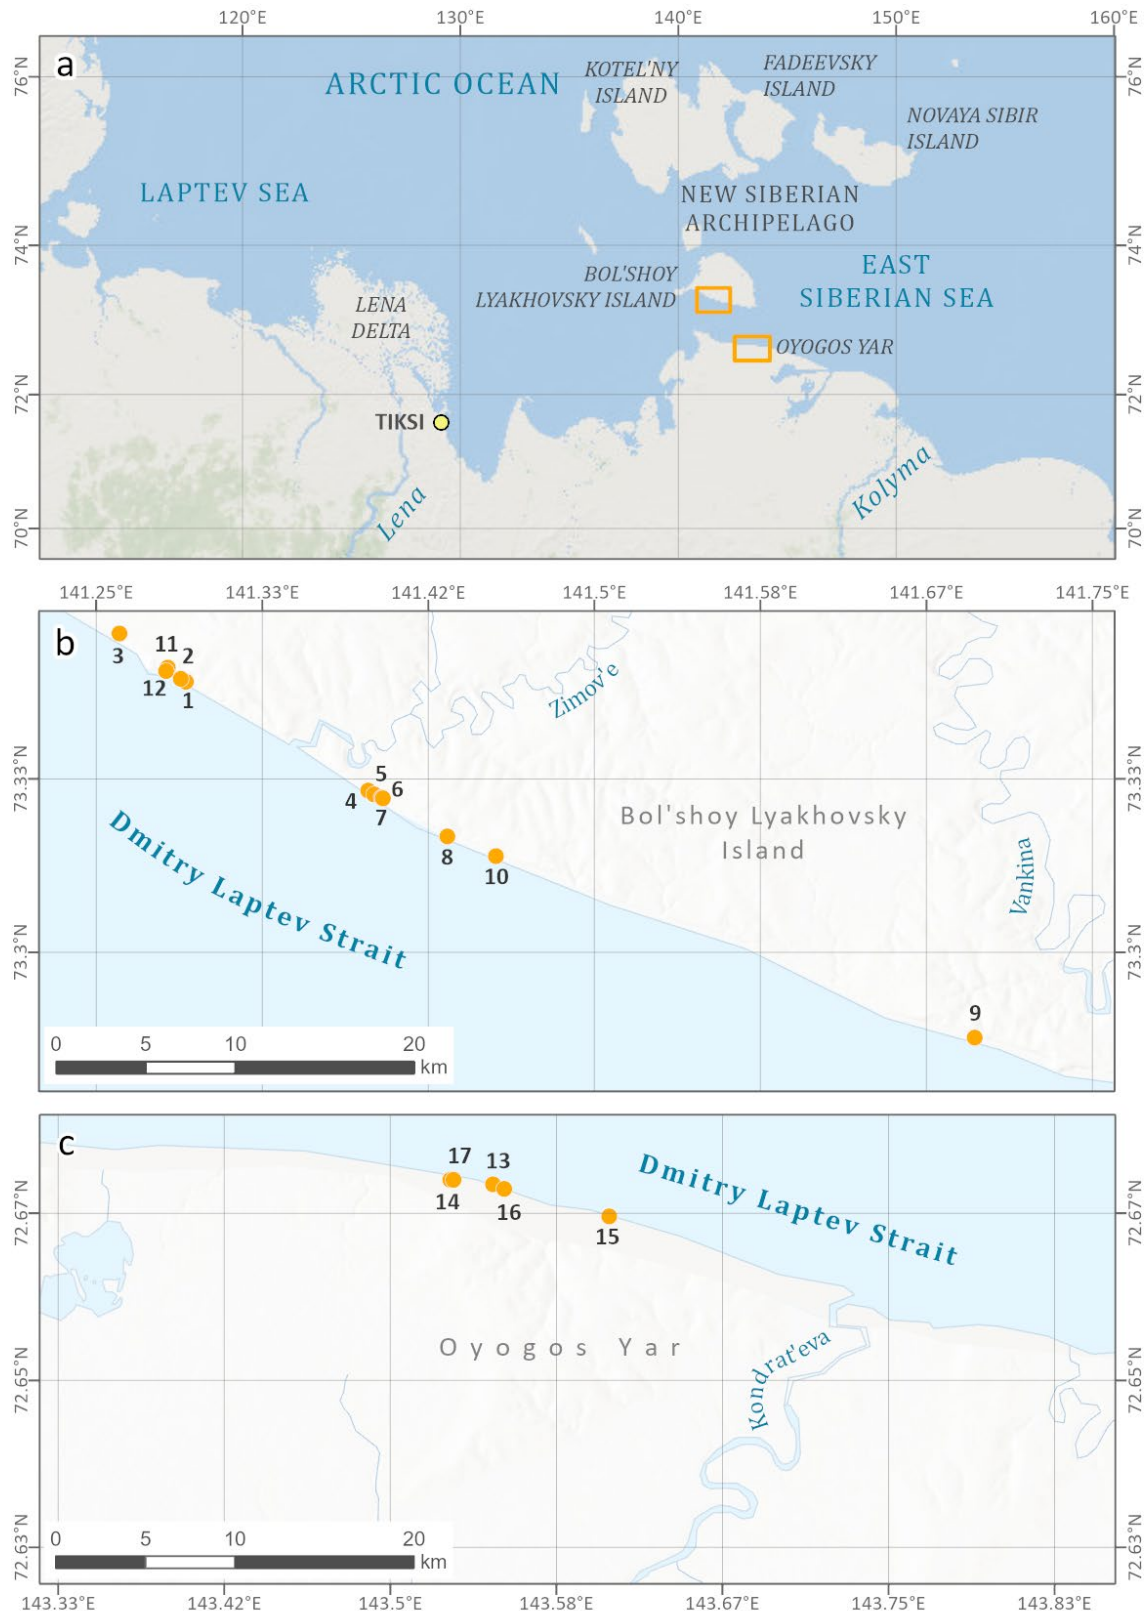 120°E 130°E 140°E 150°E 160°E
a
76°N
74°N
72°N
70°N
76°N
74°N
72°N
70°N
ARCTIC OCEAN
KOTEL'NY
ISLAND
FADEEVSKY
ISLAND
NOVAYA SIBIR
ISLAND
LAPTEV SEA
NEW SIBERIAN
ARCHIPELAGO
BOL'SHOY
LYAKHOVSKY ISLAND
EAST
SIBERIAN SEA
LENA
DELTA
OYOGOS YAR
TIKSI
Lena
Kolyma
141.25°E 141.33°E 141.42°E 141.5°E 141.58°E 141.67°E 141.75°E
b
73.33°N
73.3°N
73.33°N
73.3°N
3
11
2
12
1
Zimov'e
5
4
6
7
8
10
Bol'shoy Lyakhovsky
Island
Vankina
Dmitry Laptev Strait
9
0 5 10 20
km
c
72.67°N
72.65°N
72.63°N
72.67°N
72.65°N
72.63°N
17 13
14 16
15
Dmitry Laptev Strait
Oyogos Yar
Kondrat'eva
0 5 10 20
km
143.33°E 143.42°E 143.5°E 143.58°E 143.67°E 143.75°E 143.83°E